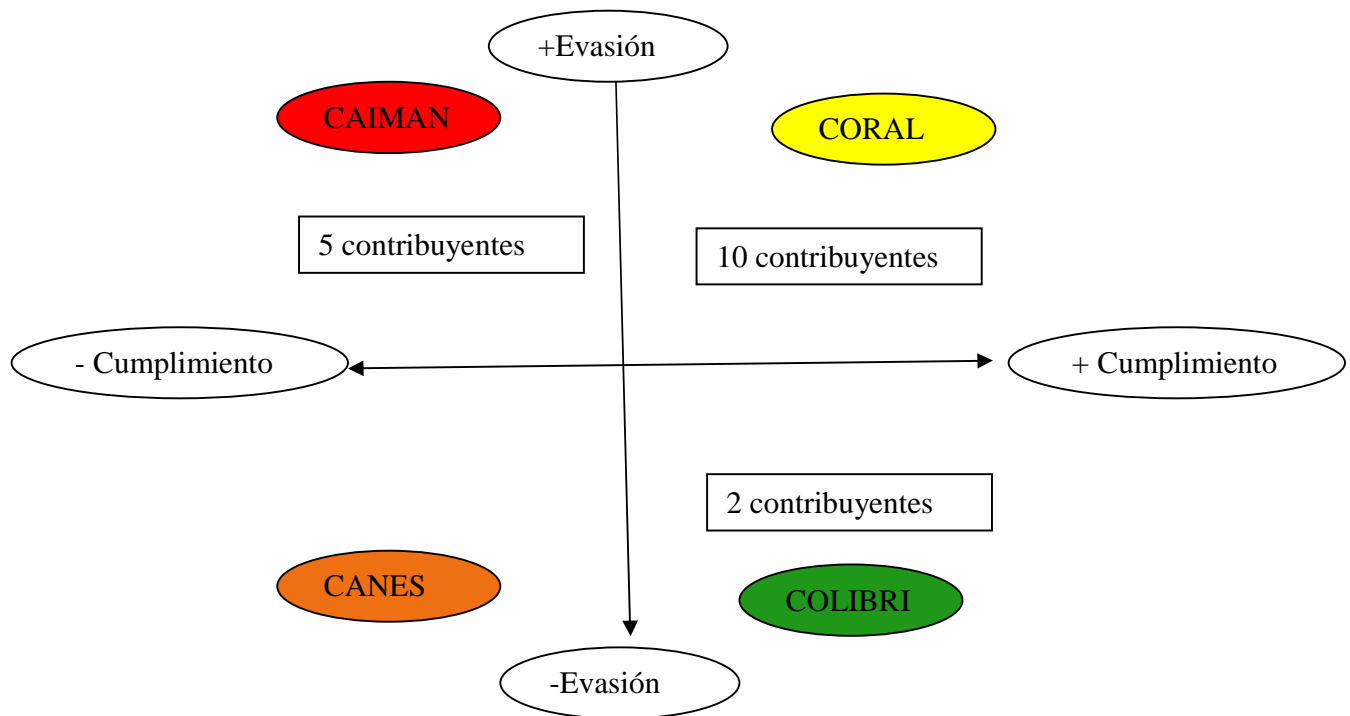 +Evasión
CAIMAN
CORAL
5 contribuyentes
10 contribuyentes
- Cumplimiento
+ Cumplimiento
2 contribuyentes
CANES
COLIBRI
-Evasión